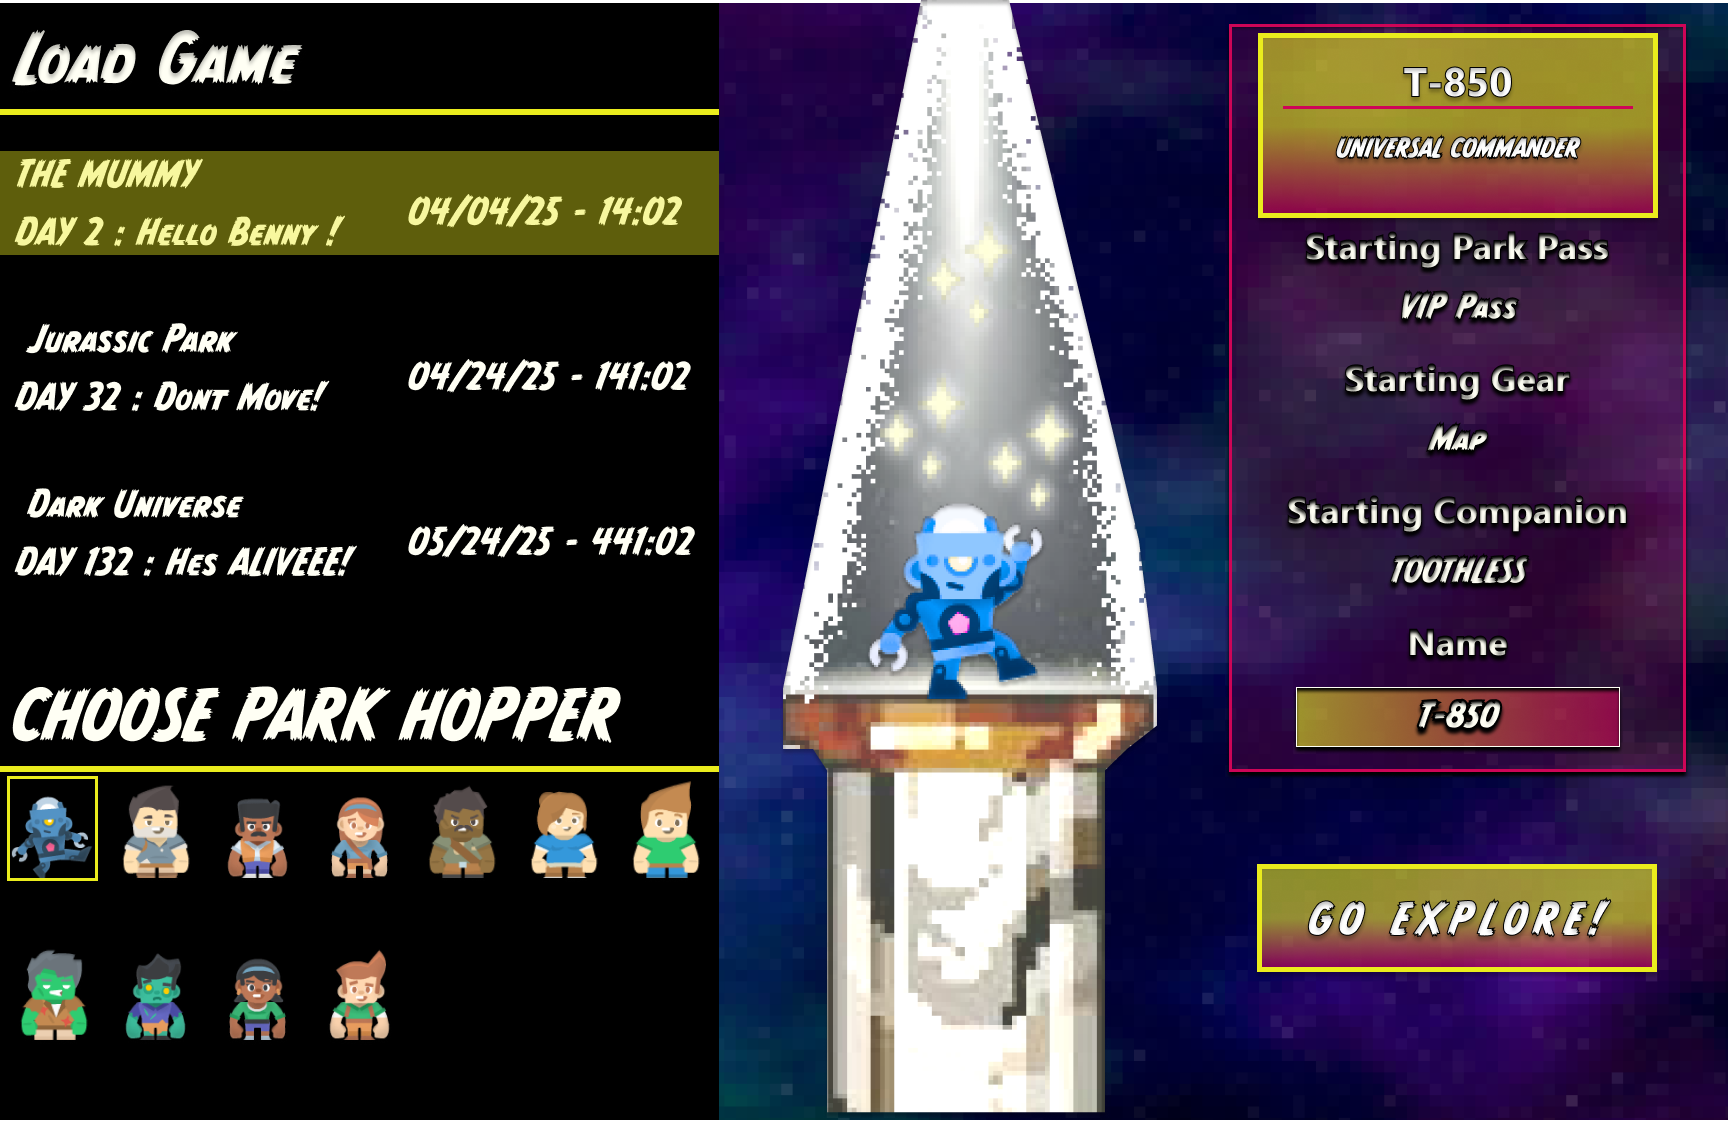 Load Game
THE MUMMY
DAY 2 : Hello Benny !
04/04/25 - 14:02
Jurassic Park
DAY 32 : Dont Move!
04/24/25 - 141:02
Dark Universe
DAY 132 : Hes ALIVEEE!
05/24/25 - 441:02
CHOOSE PARK HOPPER
T-850
UNIVERSAL COMMANDER
Starting Park Pass
VIP Pass
Starting Gear
Map
Starting Companion
TOOTHLESS
Name
T-850
GO EXPLORE!